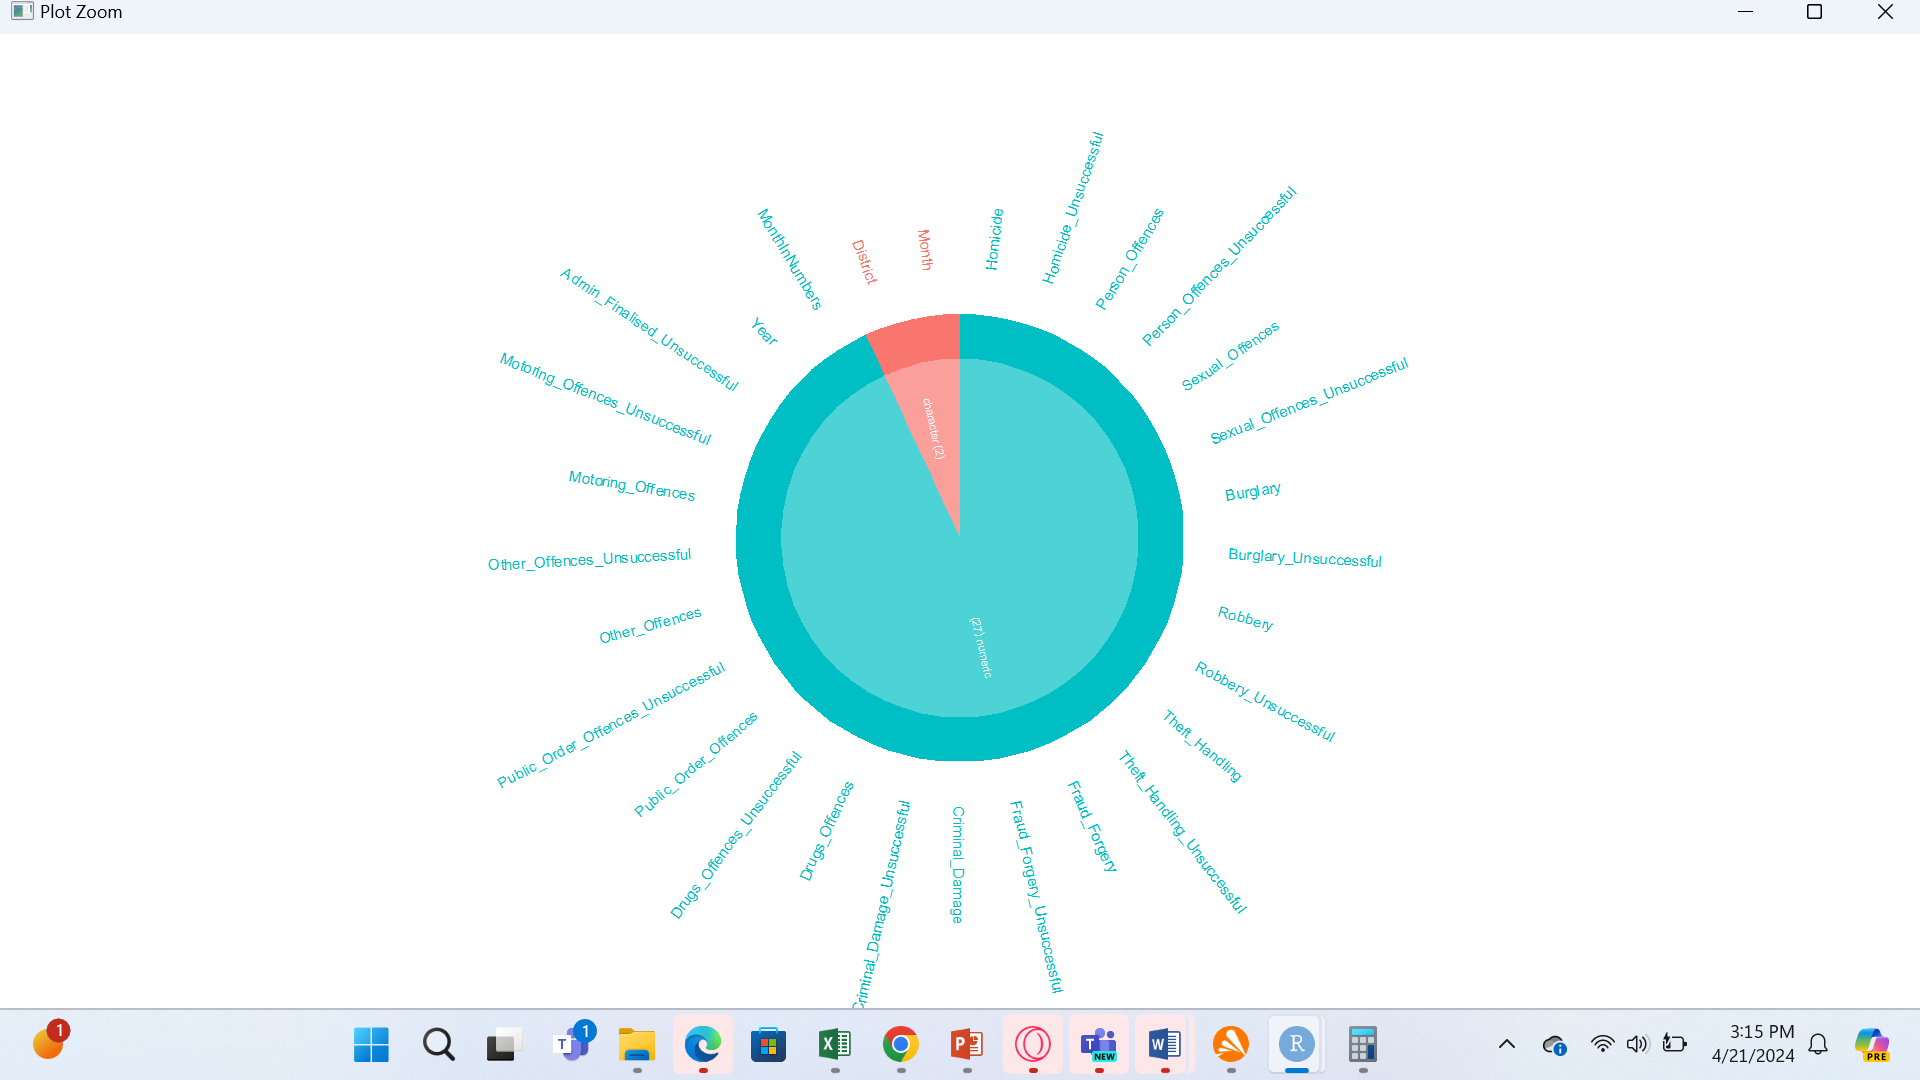 Plot Zoom
Homicide
Homicide_Unsuccessful
Person_Offences
Person_Offences_Unsuccessful
Sexual_Offences
Sexual_Offences_Unsuccessful
Burglary
Burglary_Unsuccessful
Robbery
Robbery_Unsuccessful
Theft_Handling
Theft_Handling_Unsuccessful
Fraud_Forgery
Fraud_Forgery_Unsuccessful
Criminal_Damage
Criminal_Damage_Unsuccessful
Drugs_Offences
Drugs_Offences_Unsuccessful
Public_Order_Offences
Public_Order_Offences_Unsuccessful
Other_Offences
Other_Offences_Unsuccessful
Motoring_Offences
Motoring_Offences_Unsuccessful
Admin_Finalised_Unsuccessful
Year
MonthInNumbers
District
Month
character (2)
(27) numeric
1
T
1
X
P
T
NEW
W
R
3:15 PM
4/21/2024
PRE